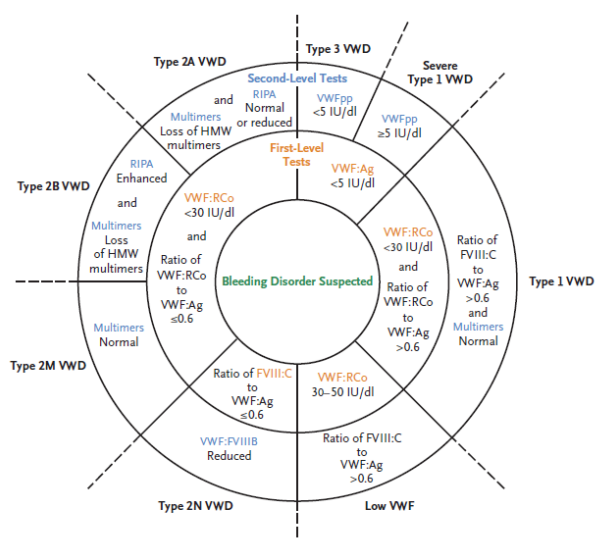 Type 2A VWD
Type 3 VWD
Severe
Type 1 VWD
Second-Level Tests
and
Multimers
Loss of HMW
multimers
RIPA
Normal
or reduced
VWFpp
<5 IU/dl
VWFpp
≥5 IU/dl
First-Level
Tests
VWF:Ag
<5 IU/dl
Type 2B VWD
RIPA
Enhanced
and
Multimers
Loss
of HMW
multimers
VWF:RCo
<30 IU/dl
and
Ratio of
VWF:RCo
to
VWF:Ag
≤0.6
Bleeding Disorder Suspected
VWF:RCo
<30 IU/dl
and
Ratio of
VWF:RCo
to
VWF:Ag
>0.6
Ratio of
FVIII:C
to
VWF:Ag
>0.6
and
Multimers
Normal
Type 1 VWD
Multimers
Normal
Type 2M VWD
Ratio of FVIII:C
to
VWF:Ag
≤0.6
VWF:RCo
30–50 IU/dl
VWF:FVIIIB
Reduced
Ratio of FVIII:C
to
VWF:Ag
>0.6
Type 2N VWD
Low VWF